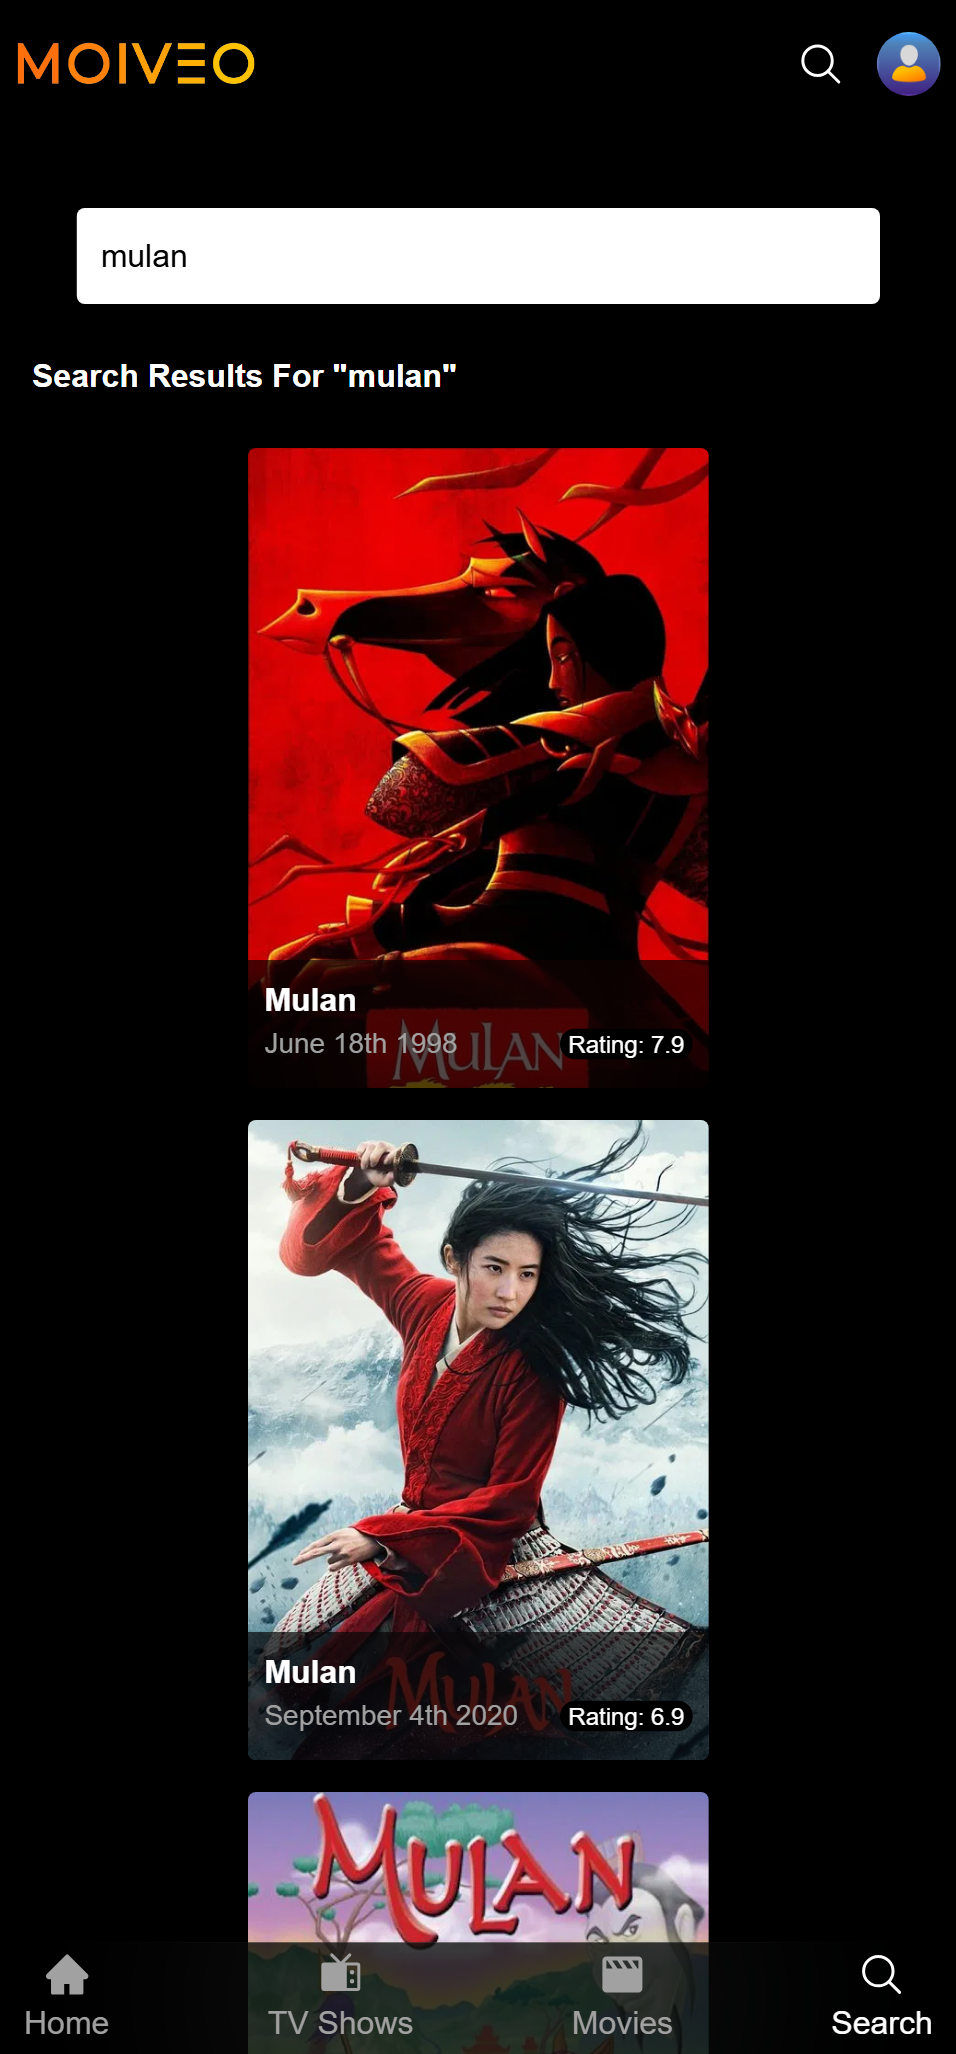 MOIVEO
mulan
Search Results For "mulan"
Mulan
June 18th 1998
MULAN
Rating: 7.9
Mulan
September 4th 2020
MULAN
Rating: 6.9
MULAN
Home
TV Shows
Movies
Search